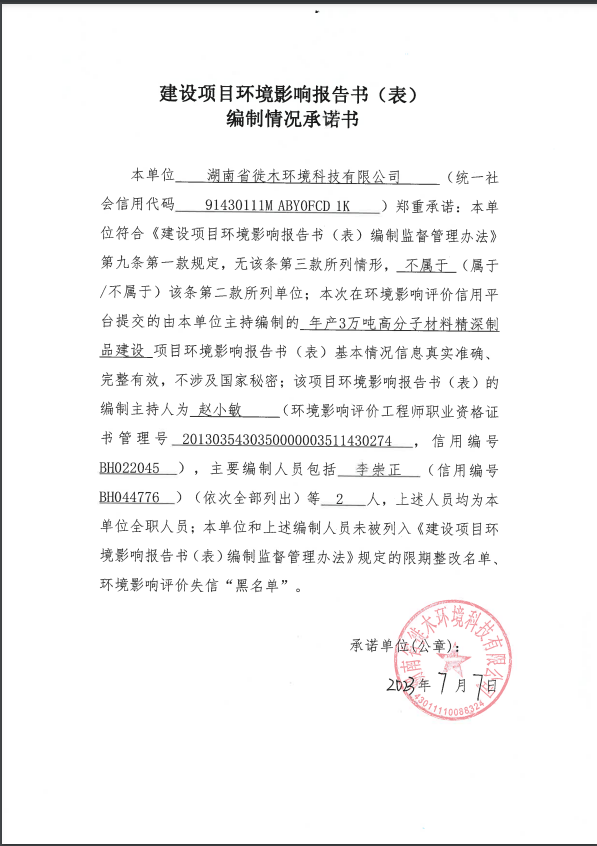 建设项目环境影响报告书（表）
编制情况承诺书
本单位 湖南省徙木环境科技有限公司 （统一社
会信用代码 91430111M ABY0FCD 1K ）郑重承诺：本单
位符合《建设项目环境影响报告书（表）编制监督管理办法》
第九条第一款规定，无该条第三款所列情形， 不属于 （属于
/不属于）该条第二款所列单位；本次在环境影响评价信用平
台提交的由本单位主持编制的 年产3万吨高分子材料精深制
品建设 项目环境影响报告书（表）基本情况信息真实准确、
完整有效，不涉及国家秘密；该项目环境影响报告书（表）的
编制主持人为 赵小敏 （环境影响评价工程师职业资格证
书管理号 2013035430350000003511430274 ，信用编号
BH022045 ），主要编制人员包括 李崇正 （信用编号
BH044776 ）（依次全部列出）等 2 人，上述人员均为本
单位全职人员；本单位和上述编制人员未被列入《建设项目环
境影响报告书（表）编制监督管理办法》规定的限期整改名单、
环境影响评价失信“黑名单”。
承诺单位(公章)：
2023年 7 月 7 日
湖南省徙木环境科技有限公司
43011110088324